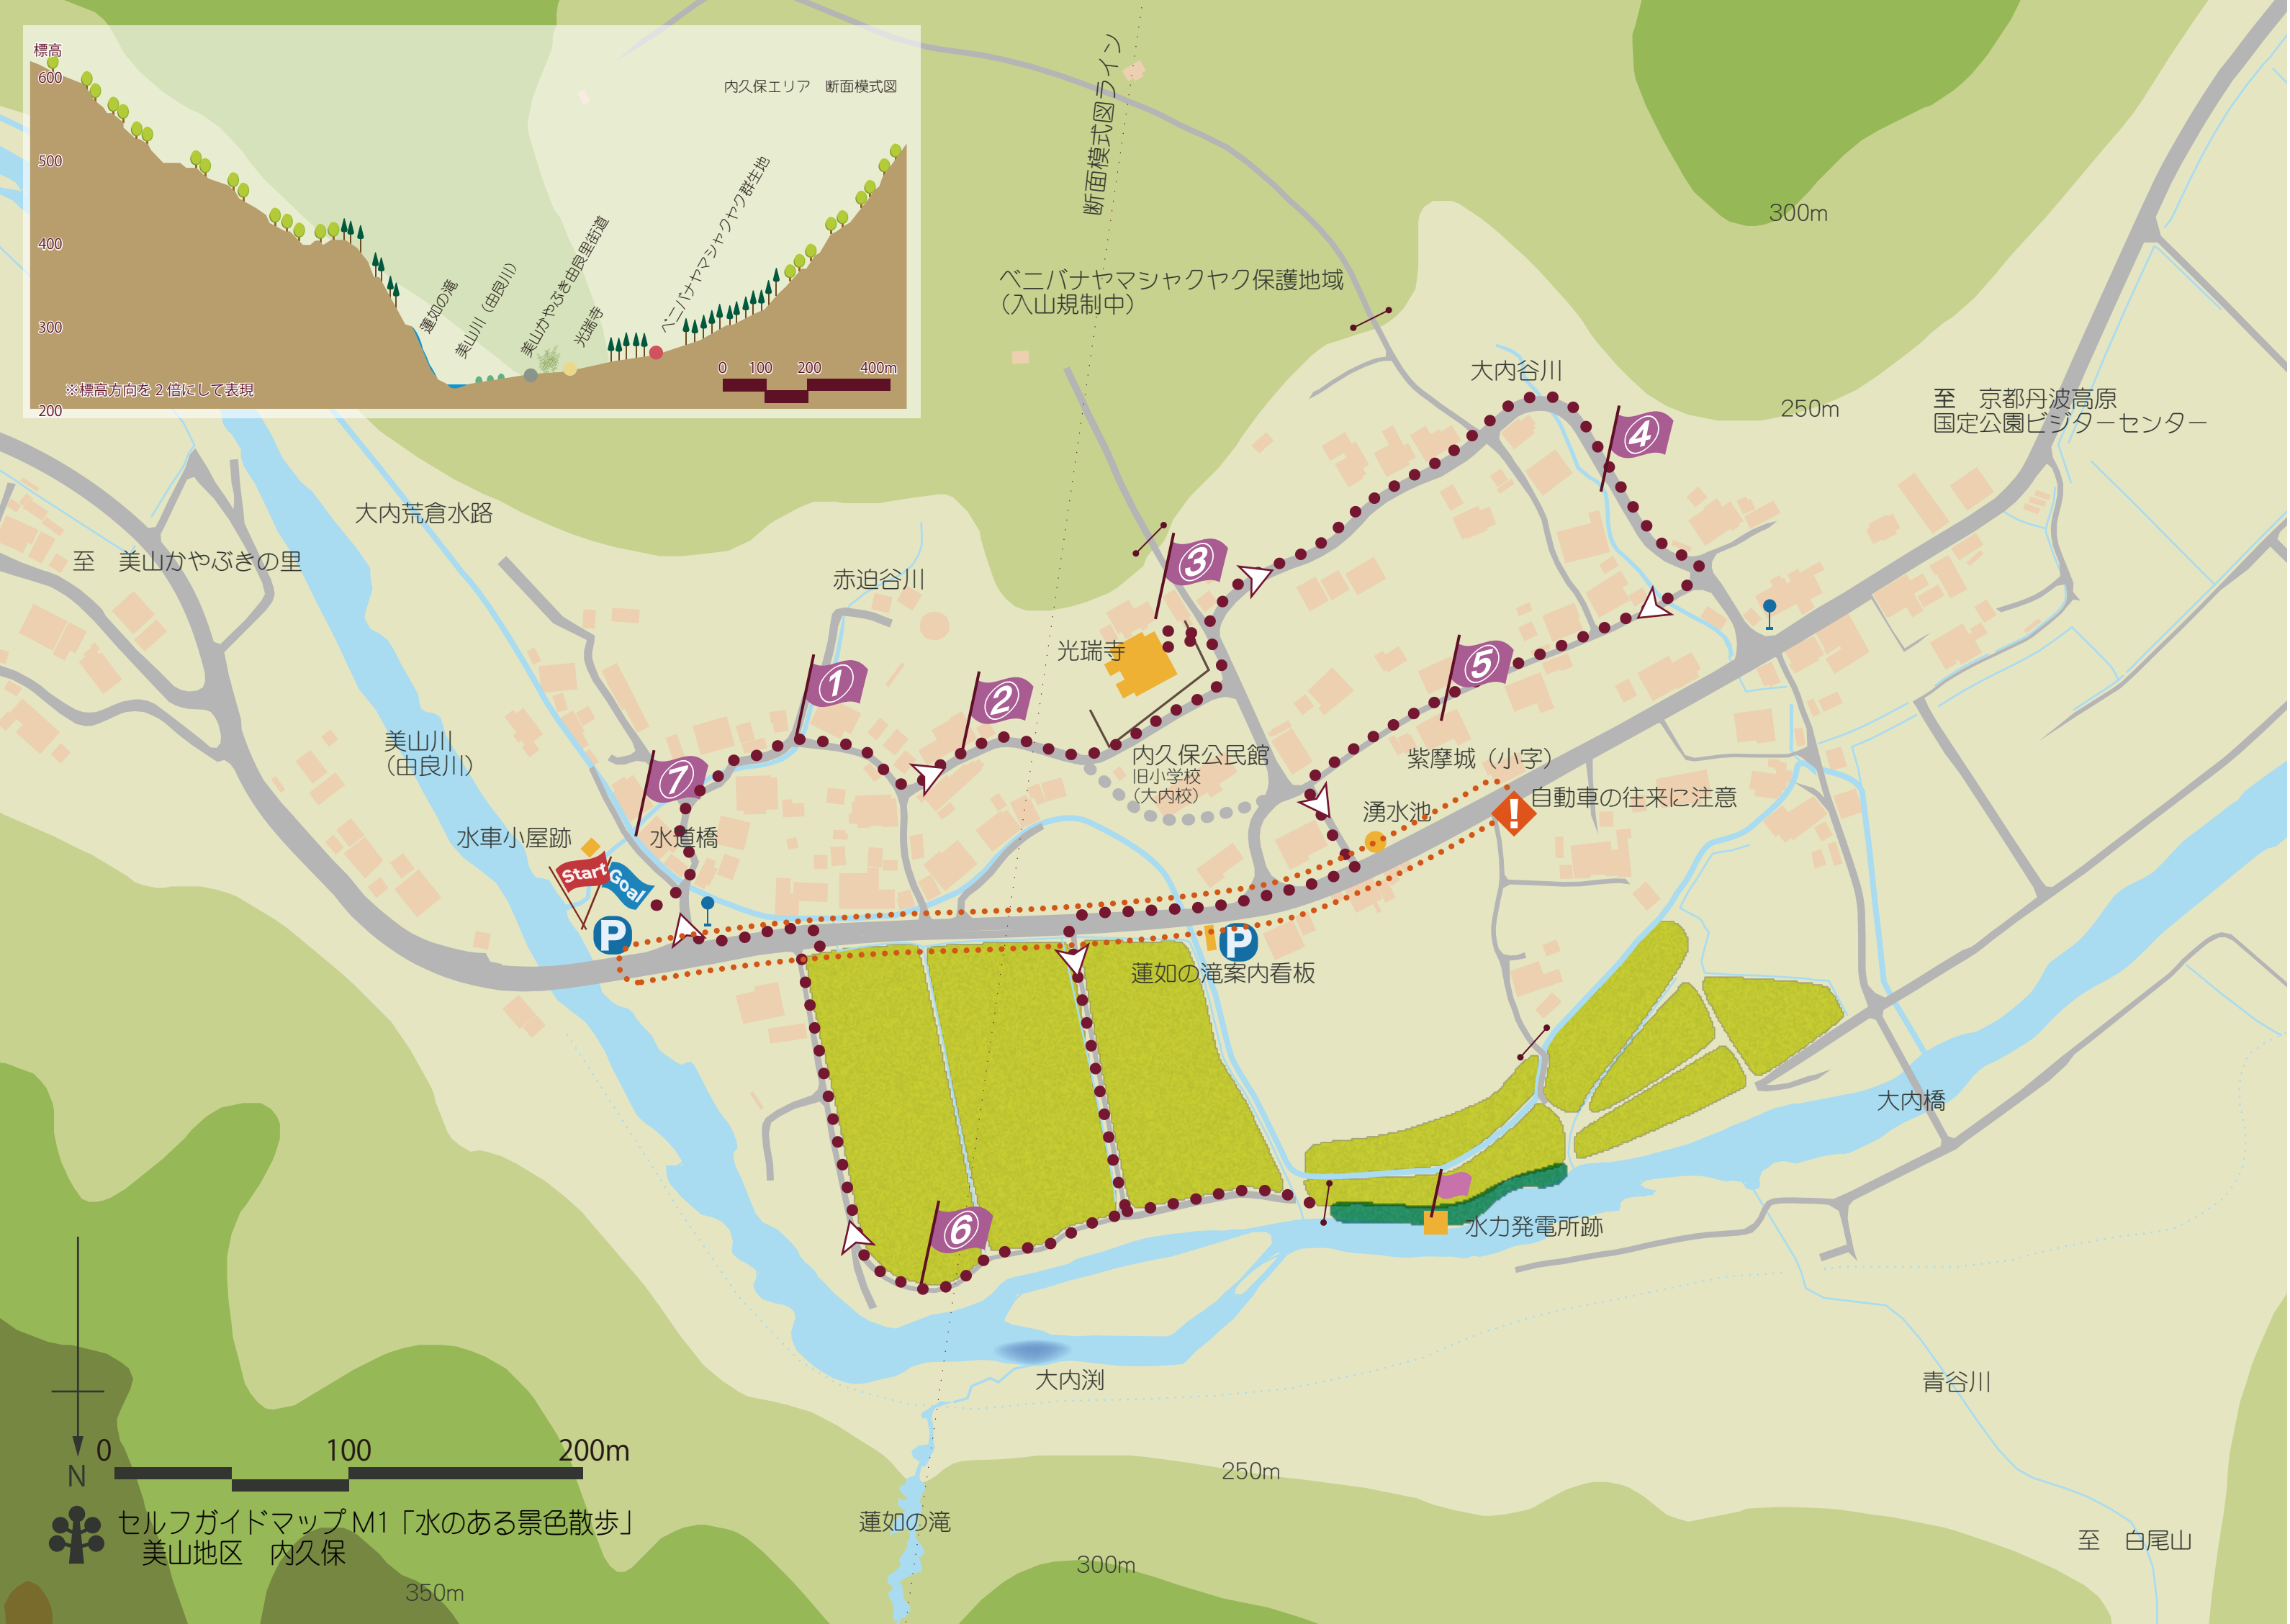 標高
600
500
400
300
200
内久保エリア　断面模式図
蓮如の滝
美山川（由良川）
美山かやぶき由良里街道
光瑞寺
ベニバナヤマシャクヤク群生地
0 100 200 400m
※標高方向を２倍にして表現
断面模式図ライン
300m
ベニバナヤマシャクヤク保護地域
（入山規制中）
大内谷川
250m
至　京都丹波高原
国定公園ビジターセンター
4
大内荒倉水路
至　美山かやぶきの里
赤迫谷川
3
光瑞寺
5
1
2
美山川
（由良川）
7
内久保公民館
旧小学校
（大内校）
紫摩城（小字）
自動車の往来に注意
!
湧水池
水車小屋跡
水道橋
Start
Goal
P
P
蓮如の滝案内看板
大内橋
6
水力発電所跡
大内渕
青谷川
0 100 200m
N
250m
セルフガイドマップ M1「水のある景色散歩」
美山地区　内久保
蓮如の滝
至　白尾山
300m
350m